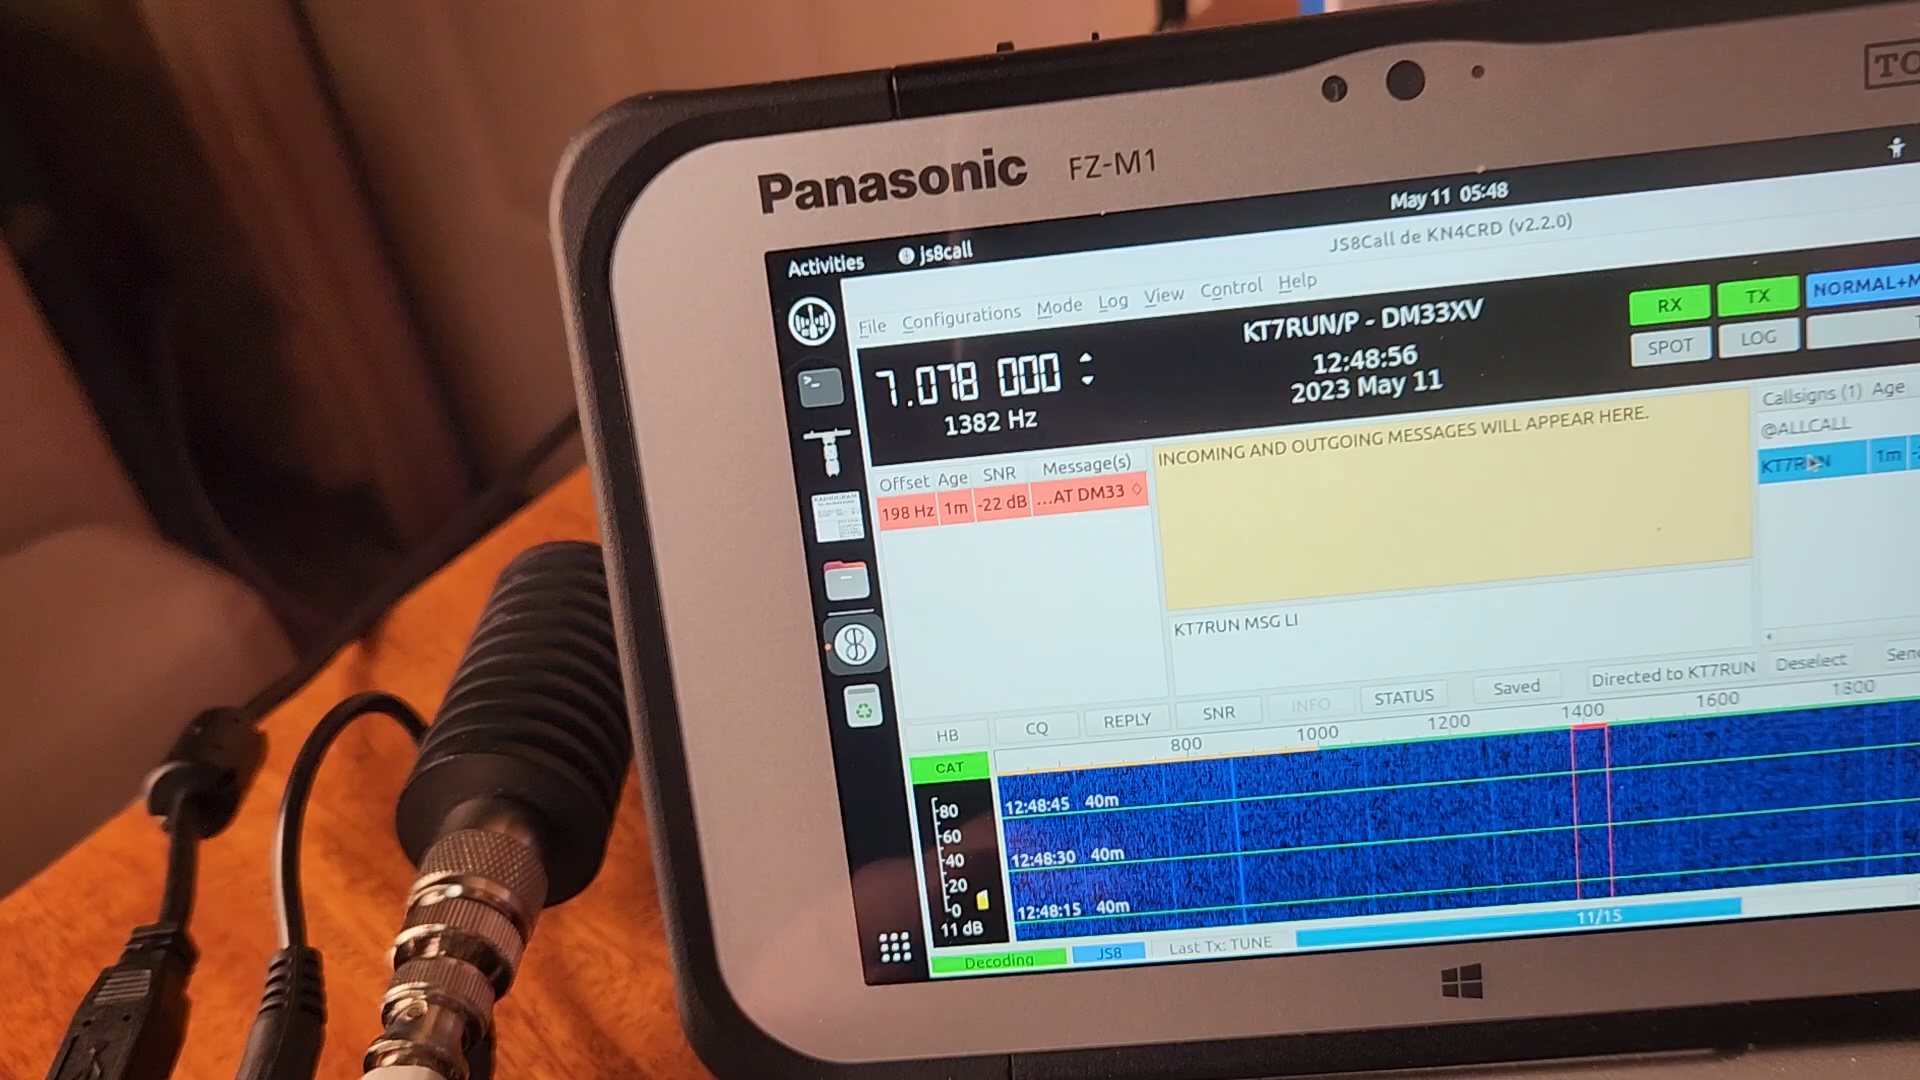 TO
Panasonic FZ-M1
May 11 05:48
Activities js8call
JS8Call de KN4CRD (v2.2.0)
File Configurations Mode Log View Control Help
7.078 000
1382 Hz
KT7RUN/P - DM33XV
12:48:56
2023 May 11
RX TX NORMAL+M
SPOT LOG
Offset Age SNR Message(s)
198 Hz 1m -22 dB ...AT DM33 ♢
INCOMING AND OUTGOING MESSAGES WILL APPEAR HERE.
Callsigns (1) Age
@ALLCALL
KT7RUN 1m
KT7RUN MSG LI
HB CQ REPLY SNR INFO STATUS Saved Directed to KT7RUN Deselect Sen
800 1000 1200 1400 1600 1800
CAT
80
60
40
20
0
11 dB
12:48:45 40m
12:48:30 40m
12:48:15 40m
Decoding JS8 Last Tx: TUNE 11/15